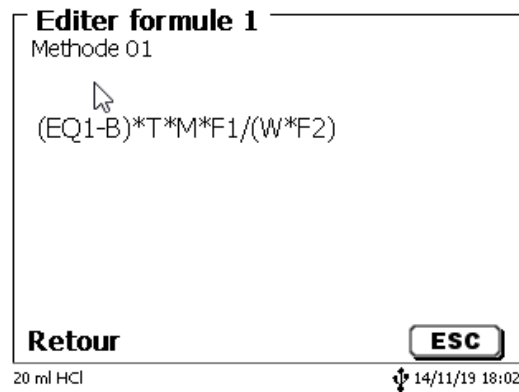 Editer formule 1
Methode 01
(EQ1-B)*T*M*F1/(W*F2)
Retour
ESC
20 ml HCl
14/11/19 18:02